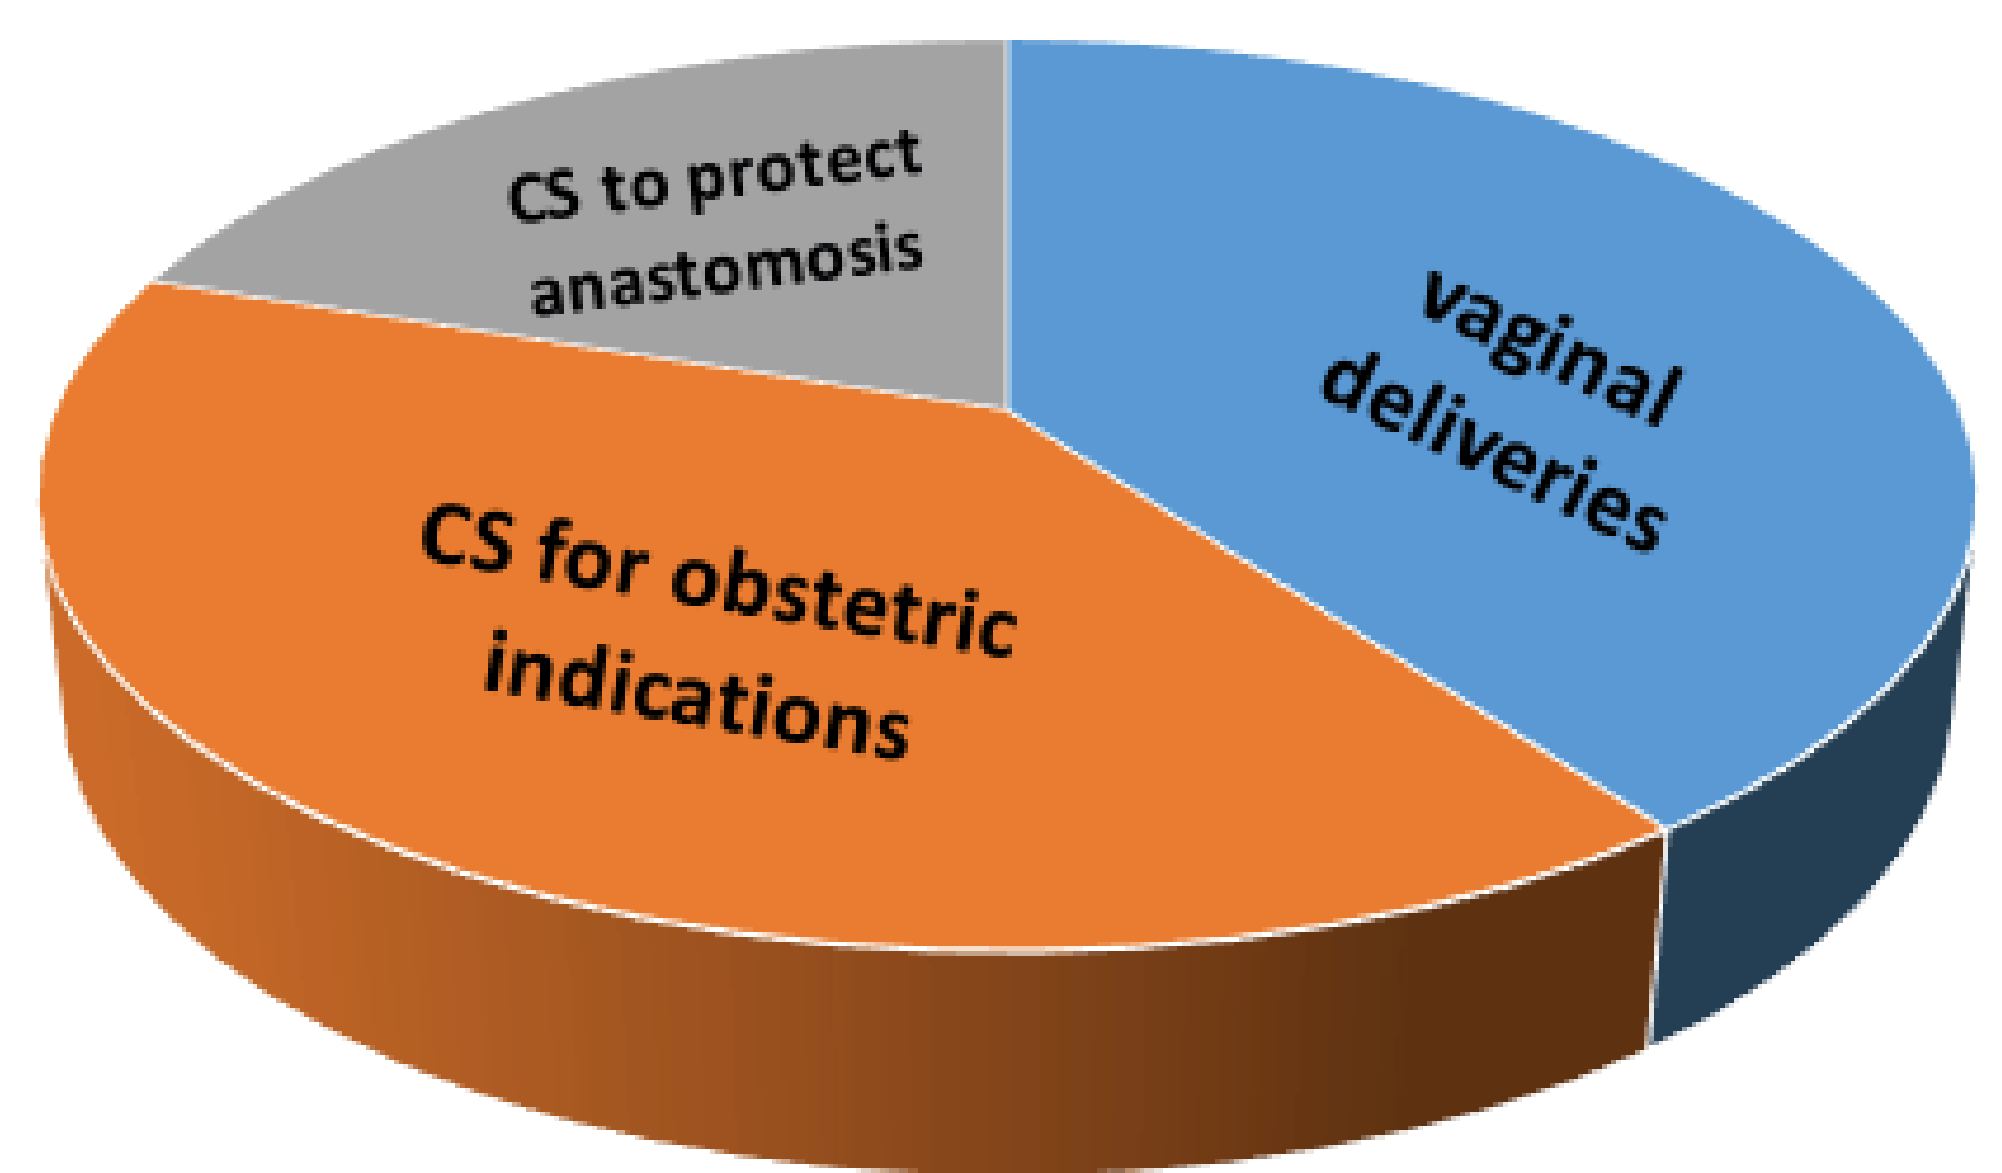 CS to protect
anastomosis
vaginal
deliveries
CS for obstetric
indications